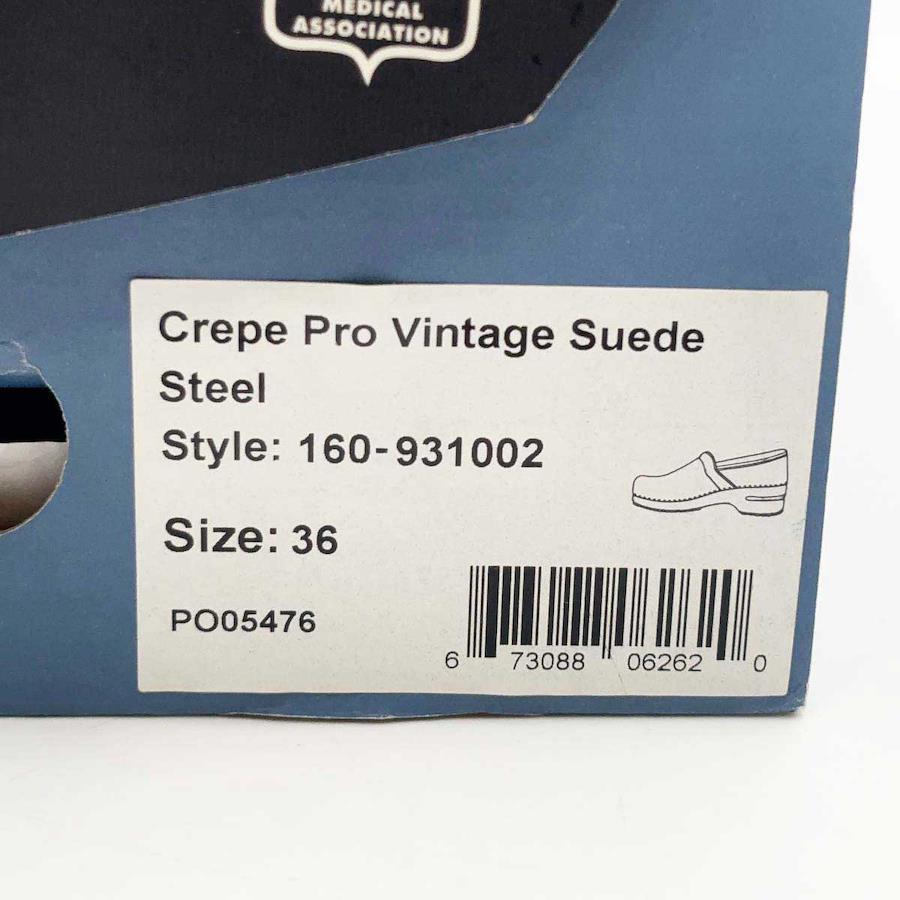 MEDICAL
ASSOCIATION
Crepe Pro Vintage Suede
Steel
Style: 160-931002
Size: 36
PO05476
6 73088 06262 0